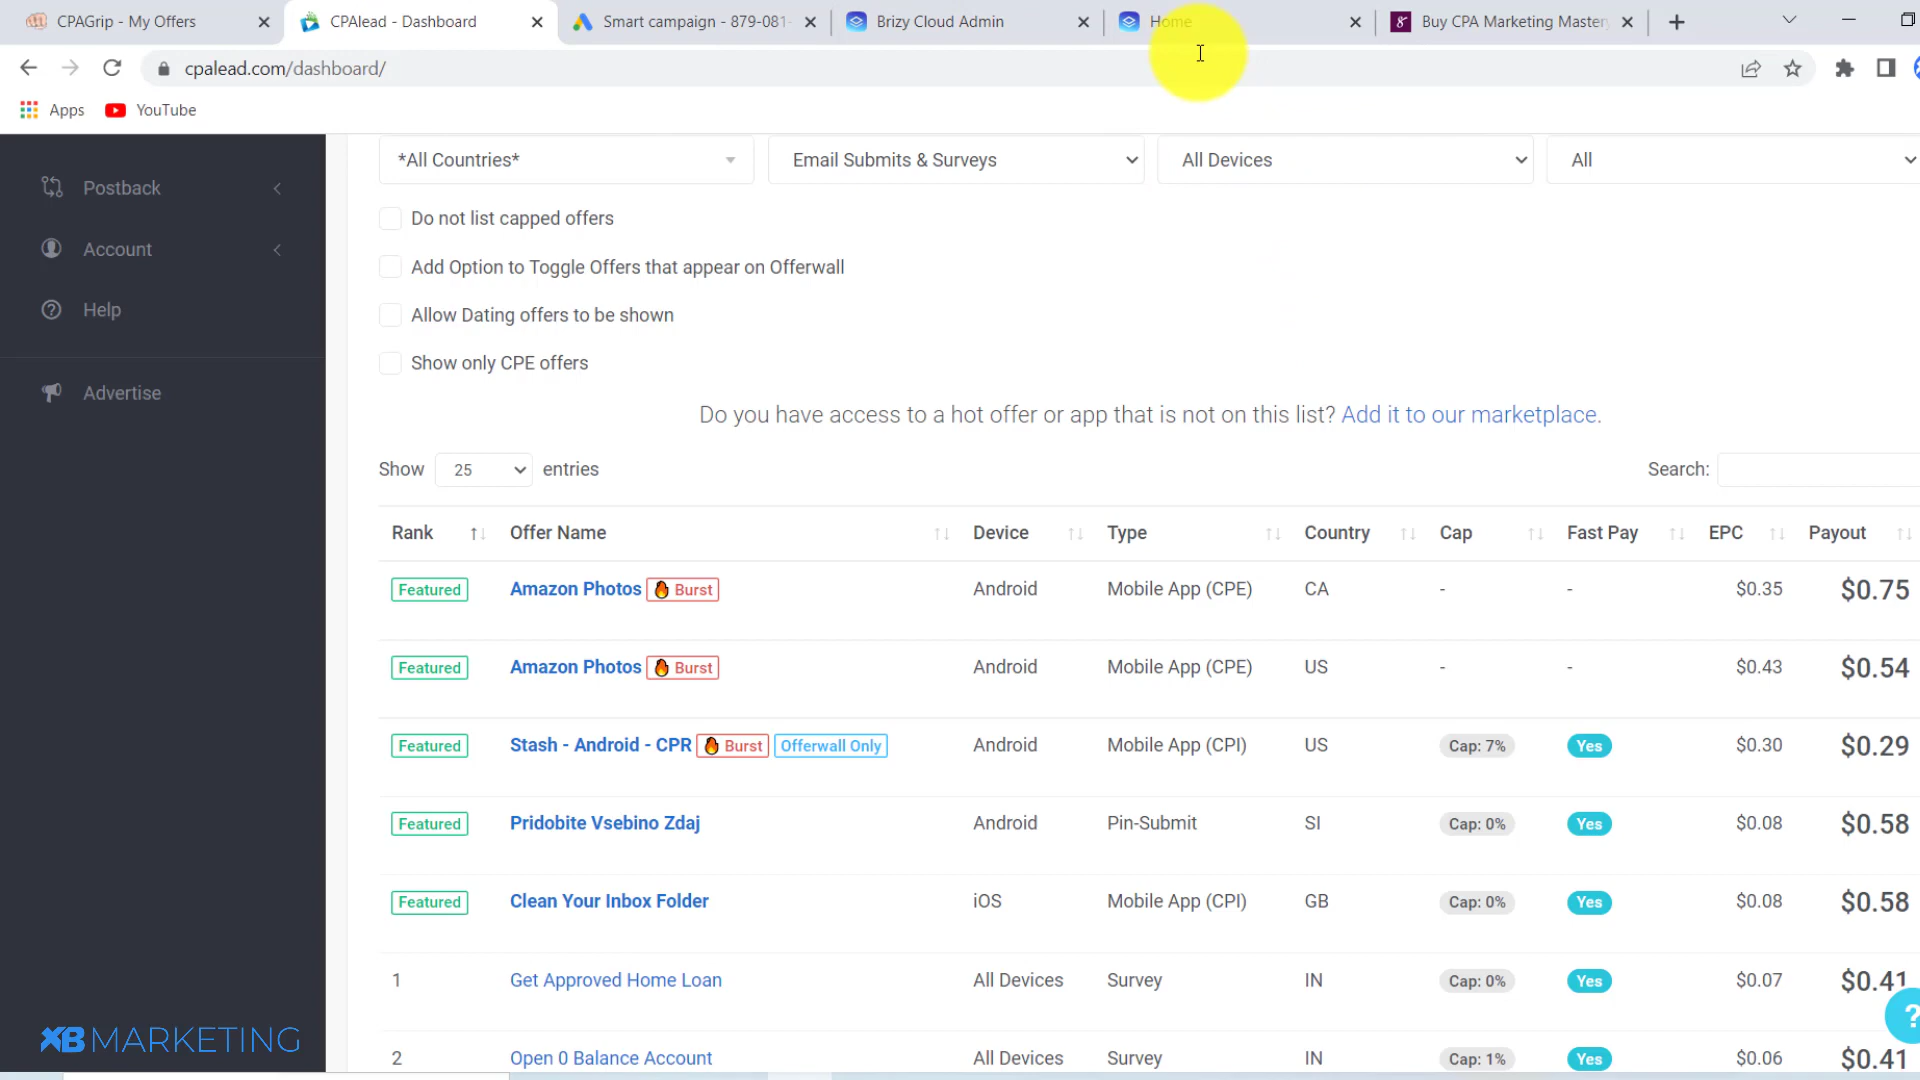 CPAGrip - My Offers
CPAlead - Dashboard
Smart campaign - 879-081-
Brizy Cloud Admin
Home
Buy CPA Marketing Mastery
cpalead.com/dashboard/
Apps
YouTube
*All Countries*
Email Submits & Surveys
All Devices
All
Postback
Account
Help
Advertise
Do not list capped offers
Add Option to Toggle Offers that appear on Offerwall
Allow Dating offers to be shown
Show only CPE offers
Do you have access to a hot offer or app that is not on this list? Add it to our marketplace.
Show 25 entries
Search:
Rank Offer Name Device Type Country Cap Fast Pay EPC Payout
Featured Amazon Photos Burst Android Mobile App (CPE) CA - - $0.35 $0.75
Featured Amazon Photos Burst Android Mobile App (CPE) US - - $0.43 $0.54
Featured Stash - Android - CPR Burst Offerwall Only Android Mobile App (CPI) US Cap: 7% Yes $0.30 $0.29
Featured Pridobite Vsebino Zdaj Android Pin-Submit SI Cap: 0% Yes $0.08 $0.58
Featured Clean Your Inbox Folder iOS Mobile App (CPI) GB Cap: 0% Yes $0.08 $0.58
1 Get Approved Home Loan All Devices Survey IN Cap: 0% Yes $0.07 $0.41
2 Open 0 Balance Account All Devices Survey IN Cap: 1% Yes $0.06 $0.41
XB MARKETING
?